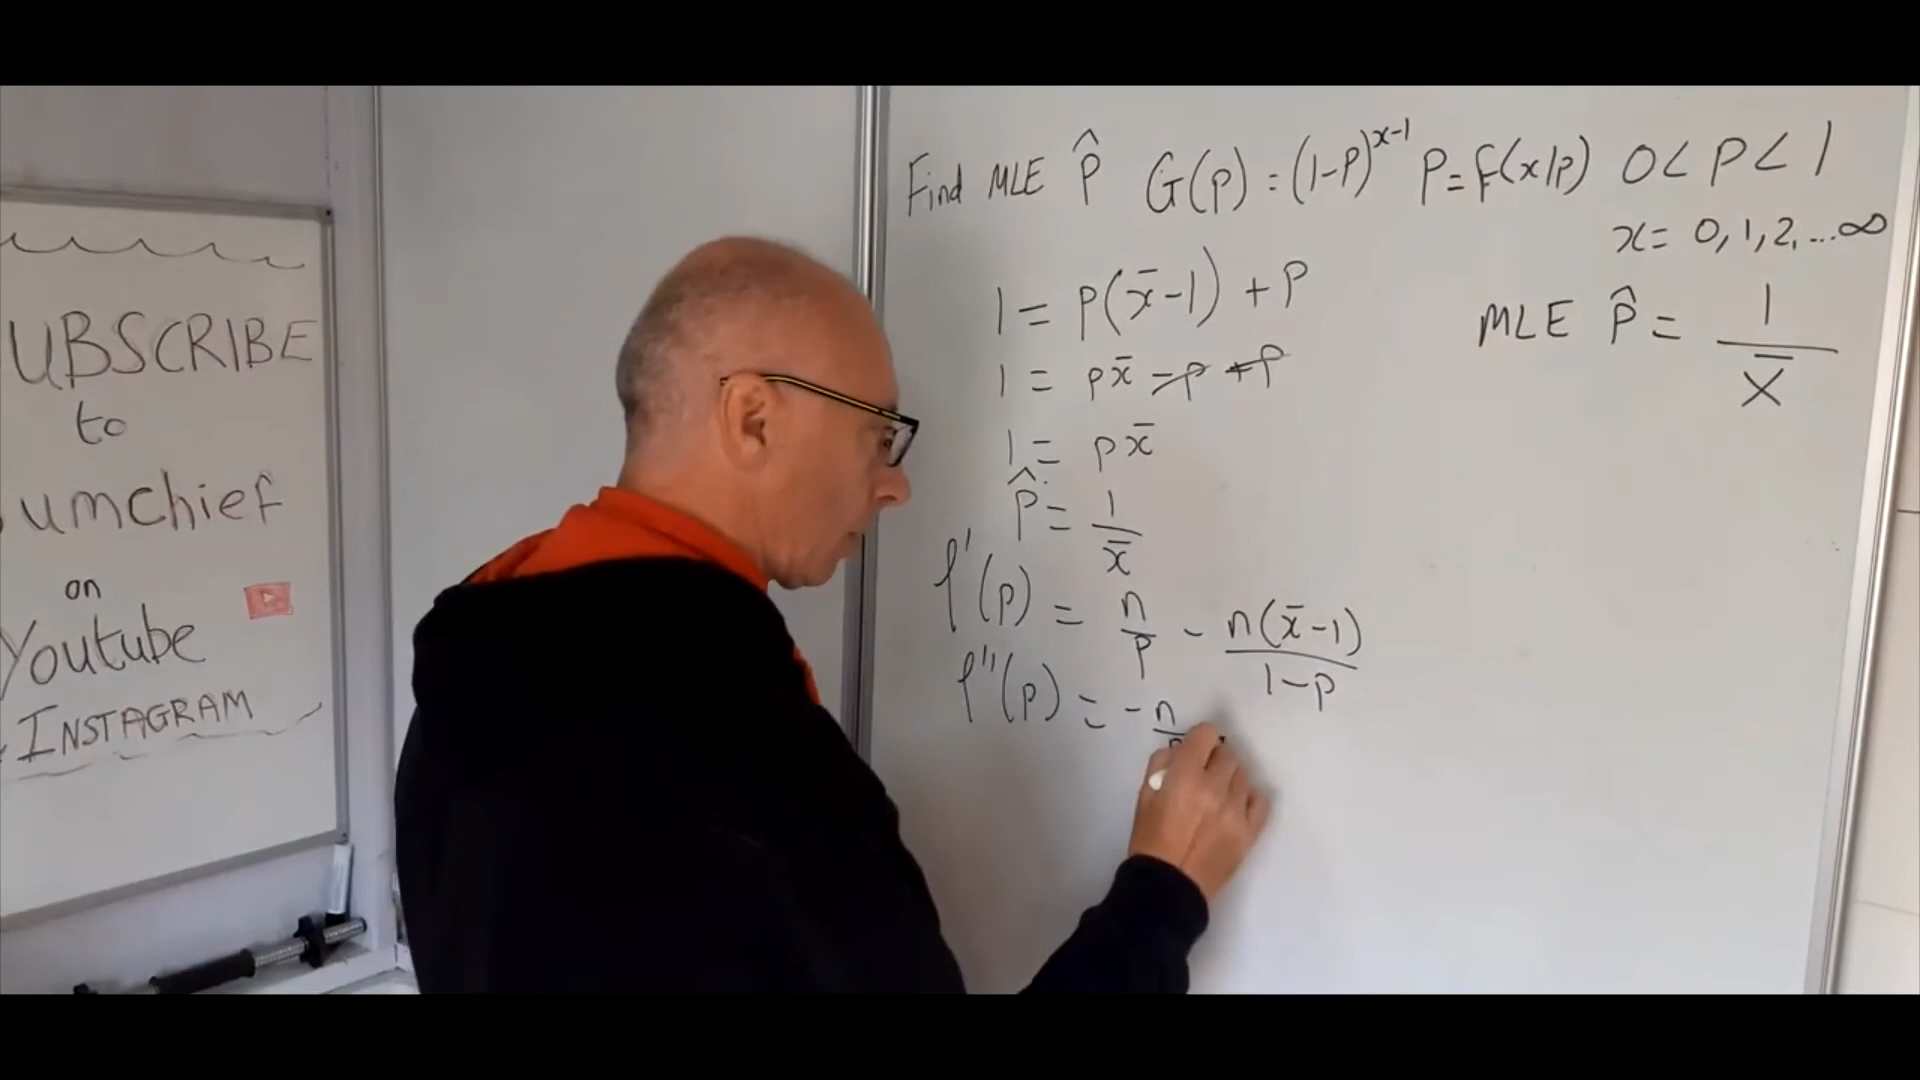 UBSCRIBE
to
umchief
on
Youtube
INSTAGRAM
Find MLE p̂ G(p) = (1-p)^{x-1} p = f(x|p) 0 < p < 1
x = 0, 1, 2, ... ∞
1 = p(x̄-1) + p
1 = px̄ - p + p
1 = px̄
p̂ = 1/x̄
l'(p) = n/p - n(x̄-1)/(1-p)
l''(p) = -n
MLE p̂ = 1/X̄